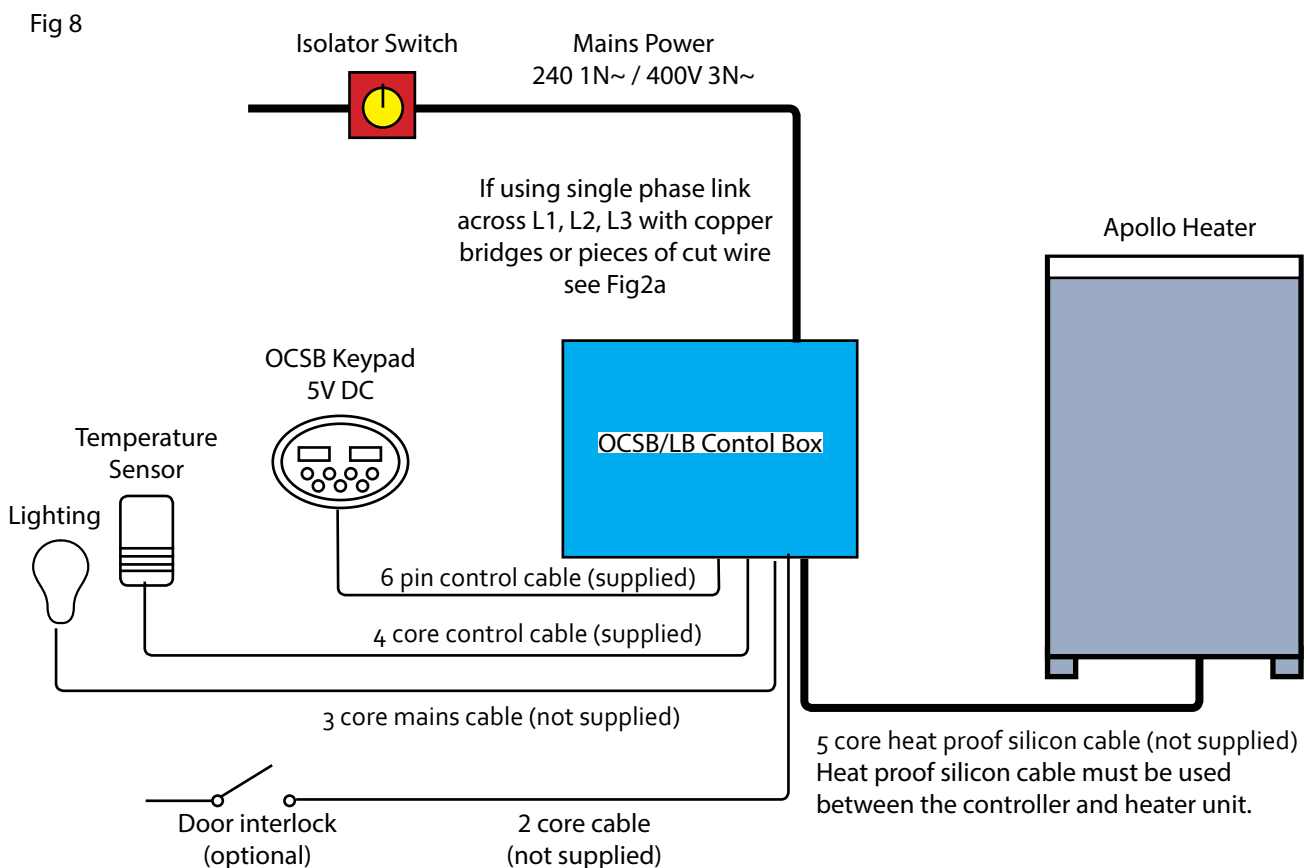 Fig 8
Isolator Switch
Mains Power
240 1N~ / 400V 3N~
If using single phase link
across L1, L2, L3 with copper
bridges or pieces of cut wire
see Fig2a
Apollo Heater
OCSB Keypad
5V DC
OCSB/LB Contol Box
Temperature
Sensor
Lighting
6 pin control cable (supplied)
4 core control cable (supplied)
3 core mains cable (not supplied)
5 core heat proof silicon cable (not supplied)
Heat proof silicon cable must be used
between the controller and heater unit.
Door interlock
(optional)
2 core cable
(not supplied)